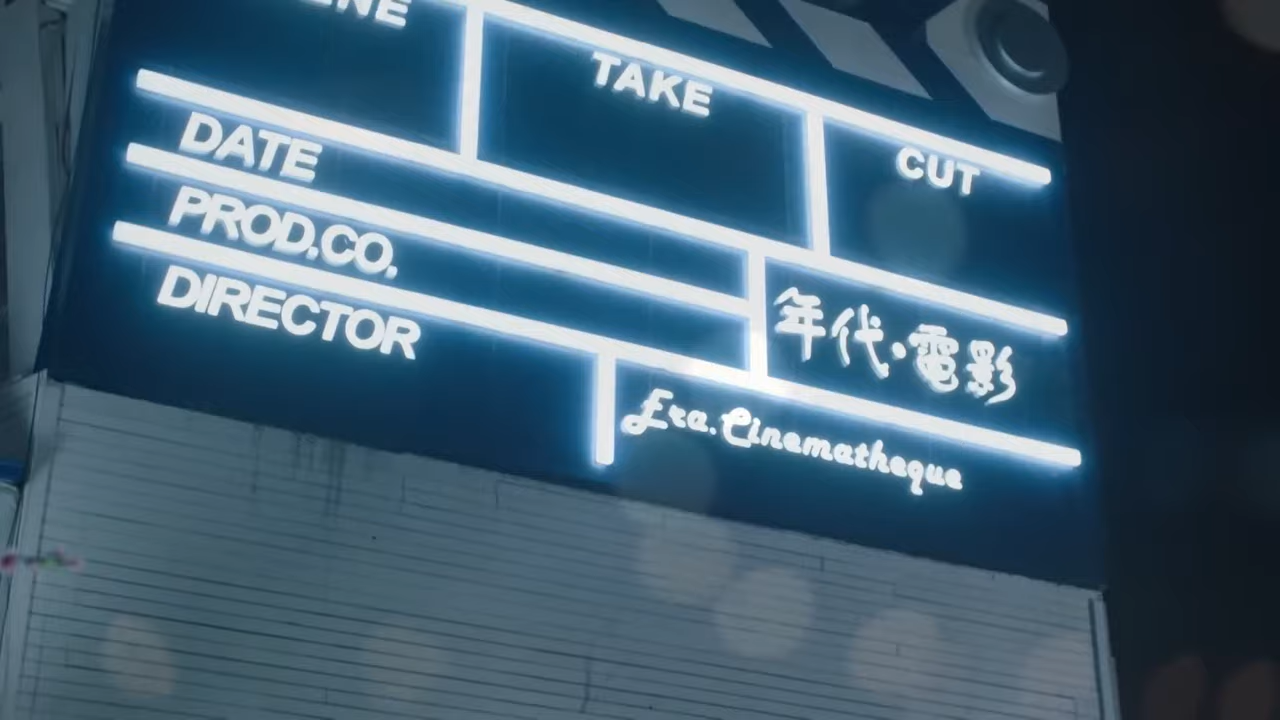 TAKE
CUT
DATE
PROD.CO.
DIRECTOR
年代·電影
Era.Cinematheque